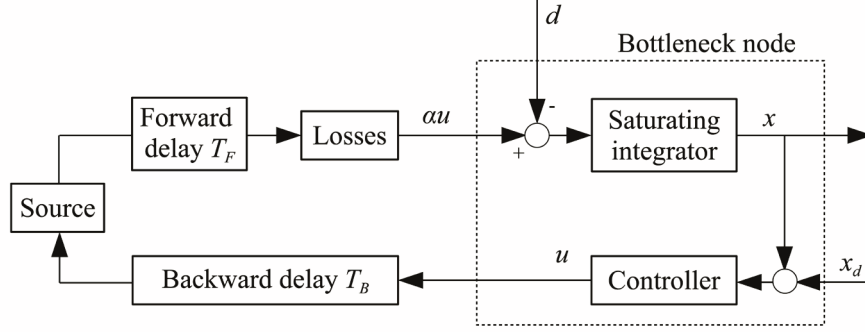 d
Bottleneck node
Forward
delay T_F
Losses
αu
-
+
Saturating
integrator
x
Source
Backward delay T_B
u
Controller
x_d